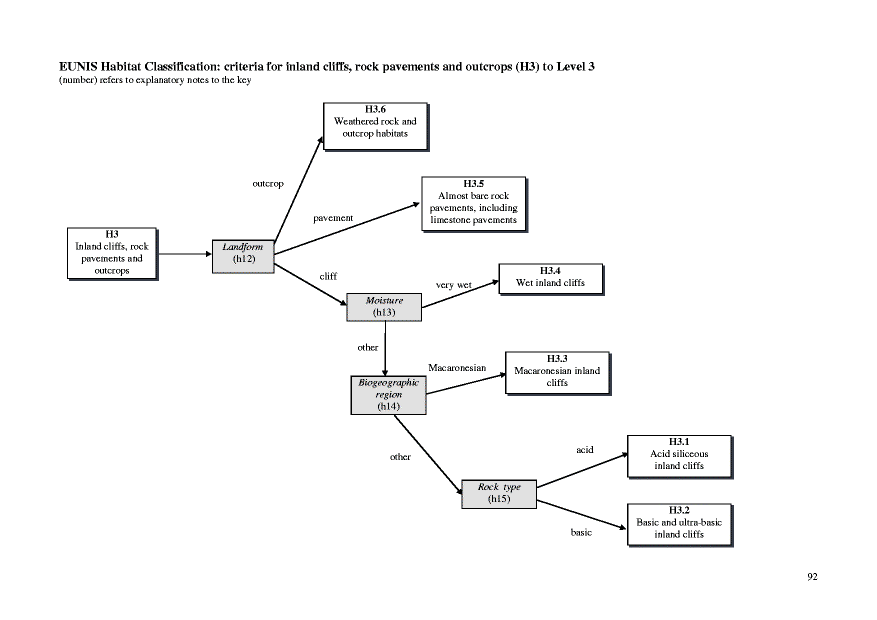 EUNIS Habitat Classification: criteria for inland cliffs, rock pavements and outcrops (H3) to Level 3
(number) refers to explanatory notes to the key
H3.6
Weathered rock and
outcrop habitats
outcrop
H3.5
Almost bare rock
pavements, including
limestone pavements
pavement
H3
Inland cliffs, rock
pavements and
outcrops
Landform
(h12)
cliff
H3.4
Wet inland cliffs
very wet
Moisture
(h13)
other
H3.3
Macaronesian inland
cliffs
Macaronesian
Biogeographic
region
(h14)
other
H3.1
Acid siliceous
inland cliffs
acid
Rock type
(h15)
H3.2
Basic and ultra-basic
inland cliffs
basic
92